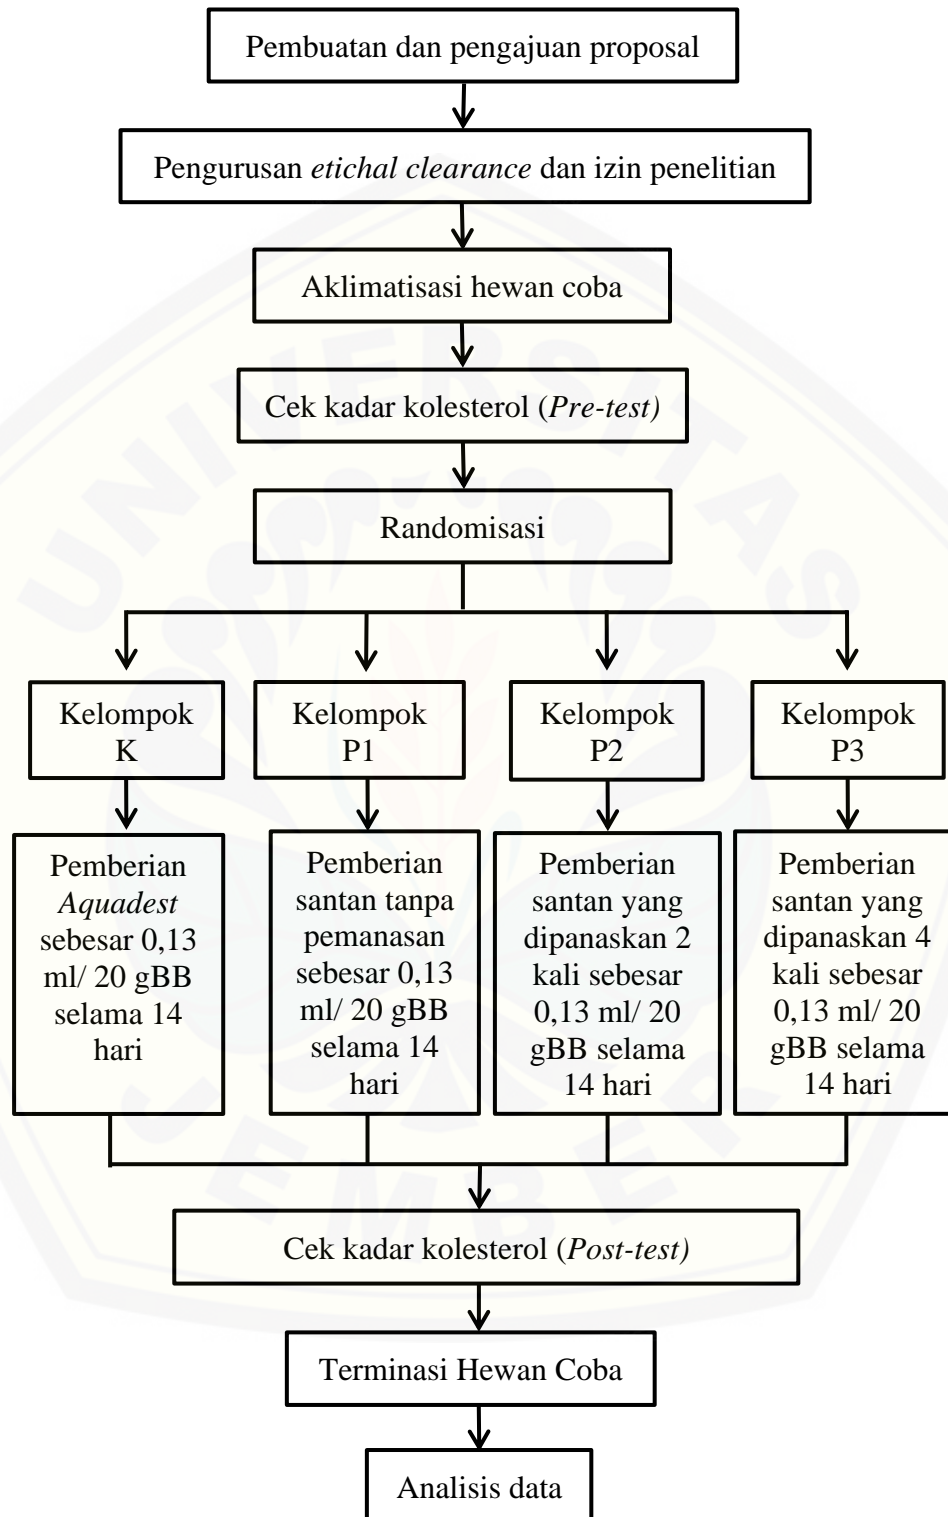 Pembuatan dan pengajuan proposal
Pengurusan etichal clearance dan izin penelitian
Aklimatisasi hewan coba
Cek kadar kolesterol (Pre-test)
Randomisasi
Kelompok
K
Kelompok
P1
Kelompok
P2
Kelompok
P3
Pemberian
Aquadest
sebesar 0,13
ml/ 20 gBB
selama 14
hari
Pemberian
santan tanpa
pemanasan
sebesar 0,13
ml/ 20 gBB
selama 14
hari
Pemberian
santan yang
dipanaskan 2
kali sebesar
0,13 ml/ 20
gBB selama
14 hari
Pemberian
santan yang
dipanaskan 4
kali sebesar
0,13 ml/ 20
gBB selama
14 hari
Cek kadar kolesterol (Post-test)
Terminasi Hewan Coba
Analisis data
UNIVERSITAS
JEMBER